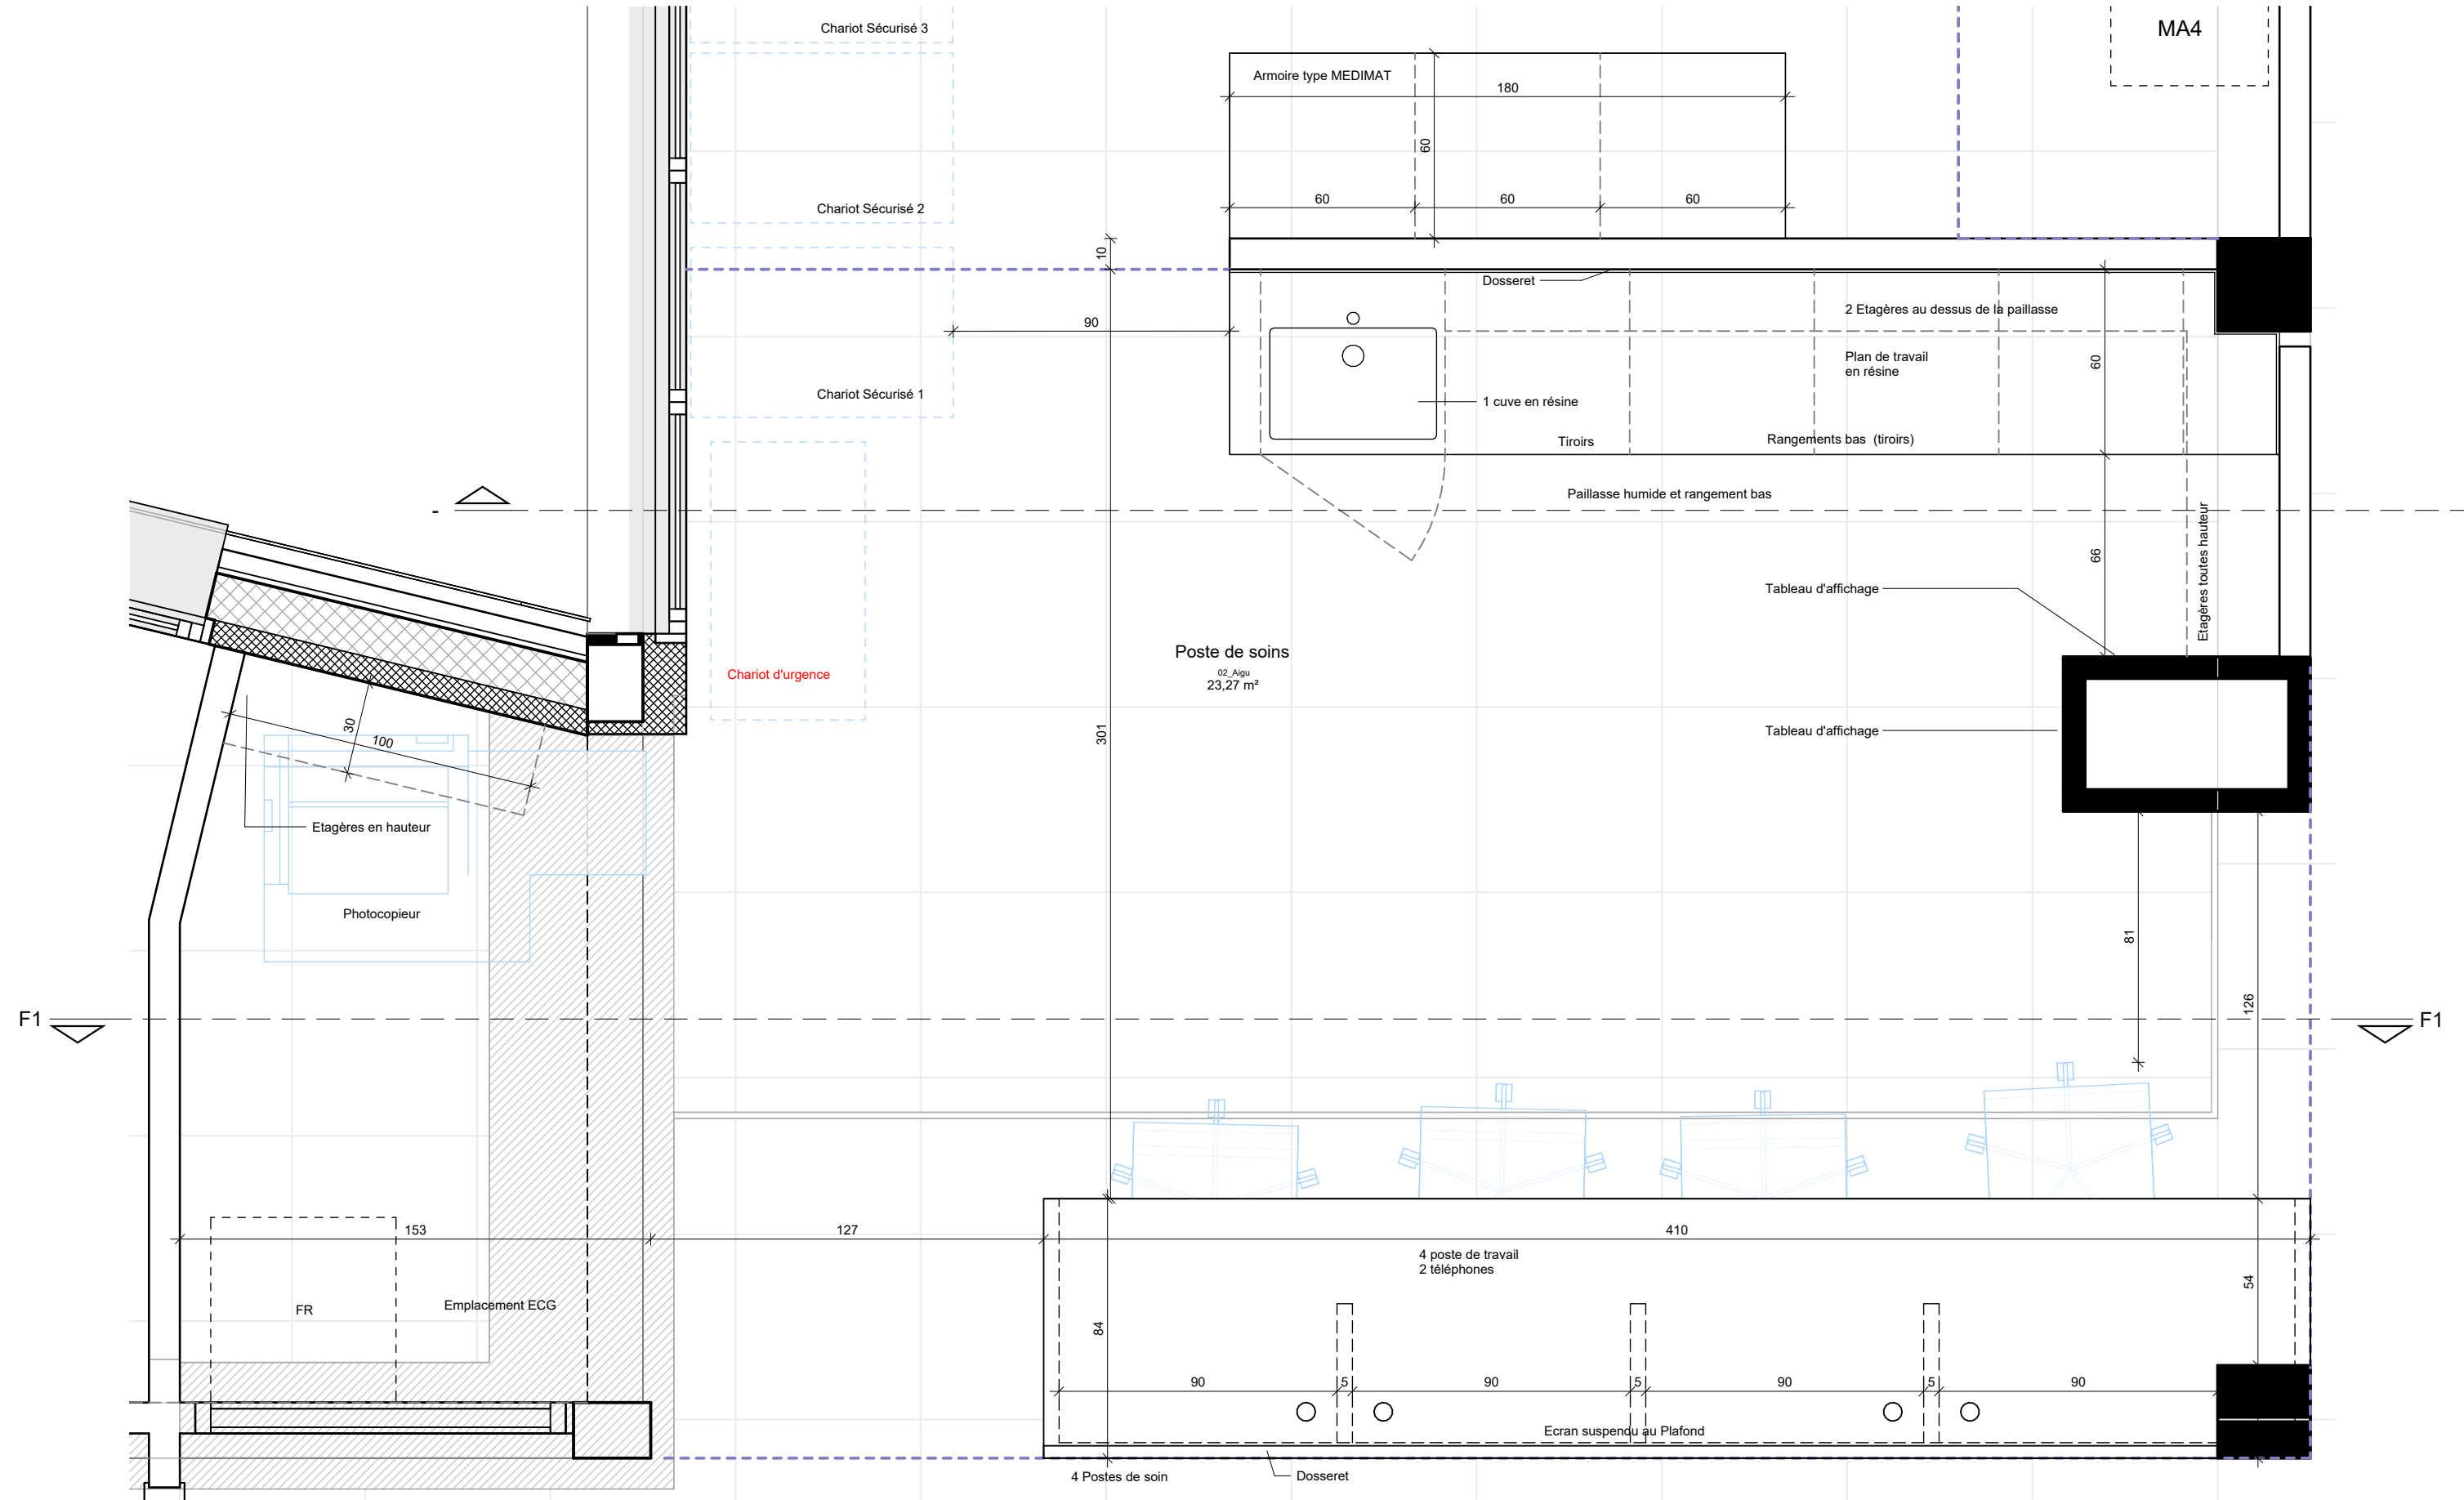 Chariot Sécurisé 3
MA4
Armoire type MEDIMAT
180
60
60
60
60
Chariot Sécurisé 2
10
Dosseret
2 Etagères au dessus de la paillasse
90
Plan de travail
en résine
60
Chariot Sécurisé 1
1 cuve en résine
Tiroirs
Rangements bas (tiroirs)
Paillasse humide et rangement bas
-
Etagères toutes hauteur
66
Tableau d'affichage
Poste de soins
02_Aigu
23,27 m²
Chariot d'urgence
30
100
301
Tableau d'affichage
Etagères en hauteur
Photocopieur
81
126
F1
F1
153
127
410
4 poste de travail
2 téléphones
54
FR
Emplacement ECG
84
90
5
90
5
90
5
90
Ecran suspendu au Plafond
4 Postes de soin
Dosseret